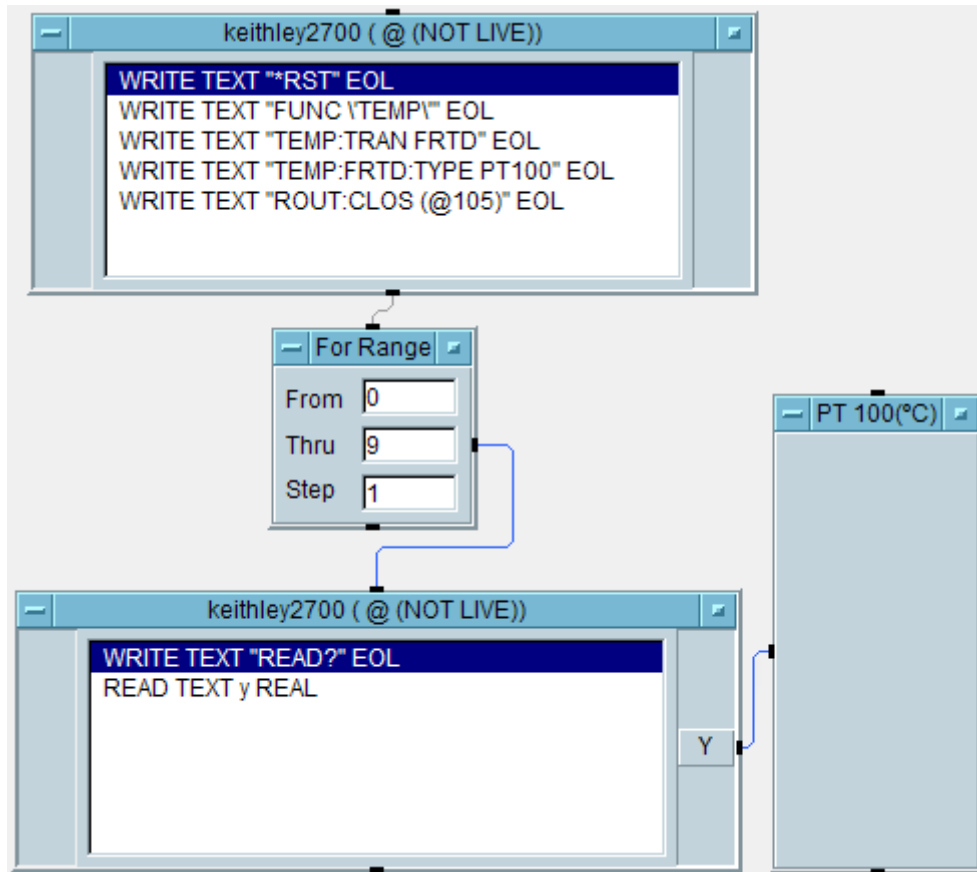 keithley2700 ( @ (NOT LIVE))
WRITE TEXT "*RST" EOL
WRITE TEXT "FUNC \'TEMP\'" EOL
WRITE TEXT "TEMP:TRAN FRTD" EOL
WRITE TEXT "TEMP:FRTD:TYPE PT100" EOL
WRITE TEXT "ROUT:CLOS (@105)" EOL
For Range
From 0
Thru 9
Step 1
PT 100(ºC)
keithley2700 ( @ (NOT LIVE))
WRITE TEXT "READ?" EOL
READ TEXT y REAL
Y